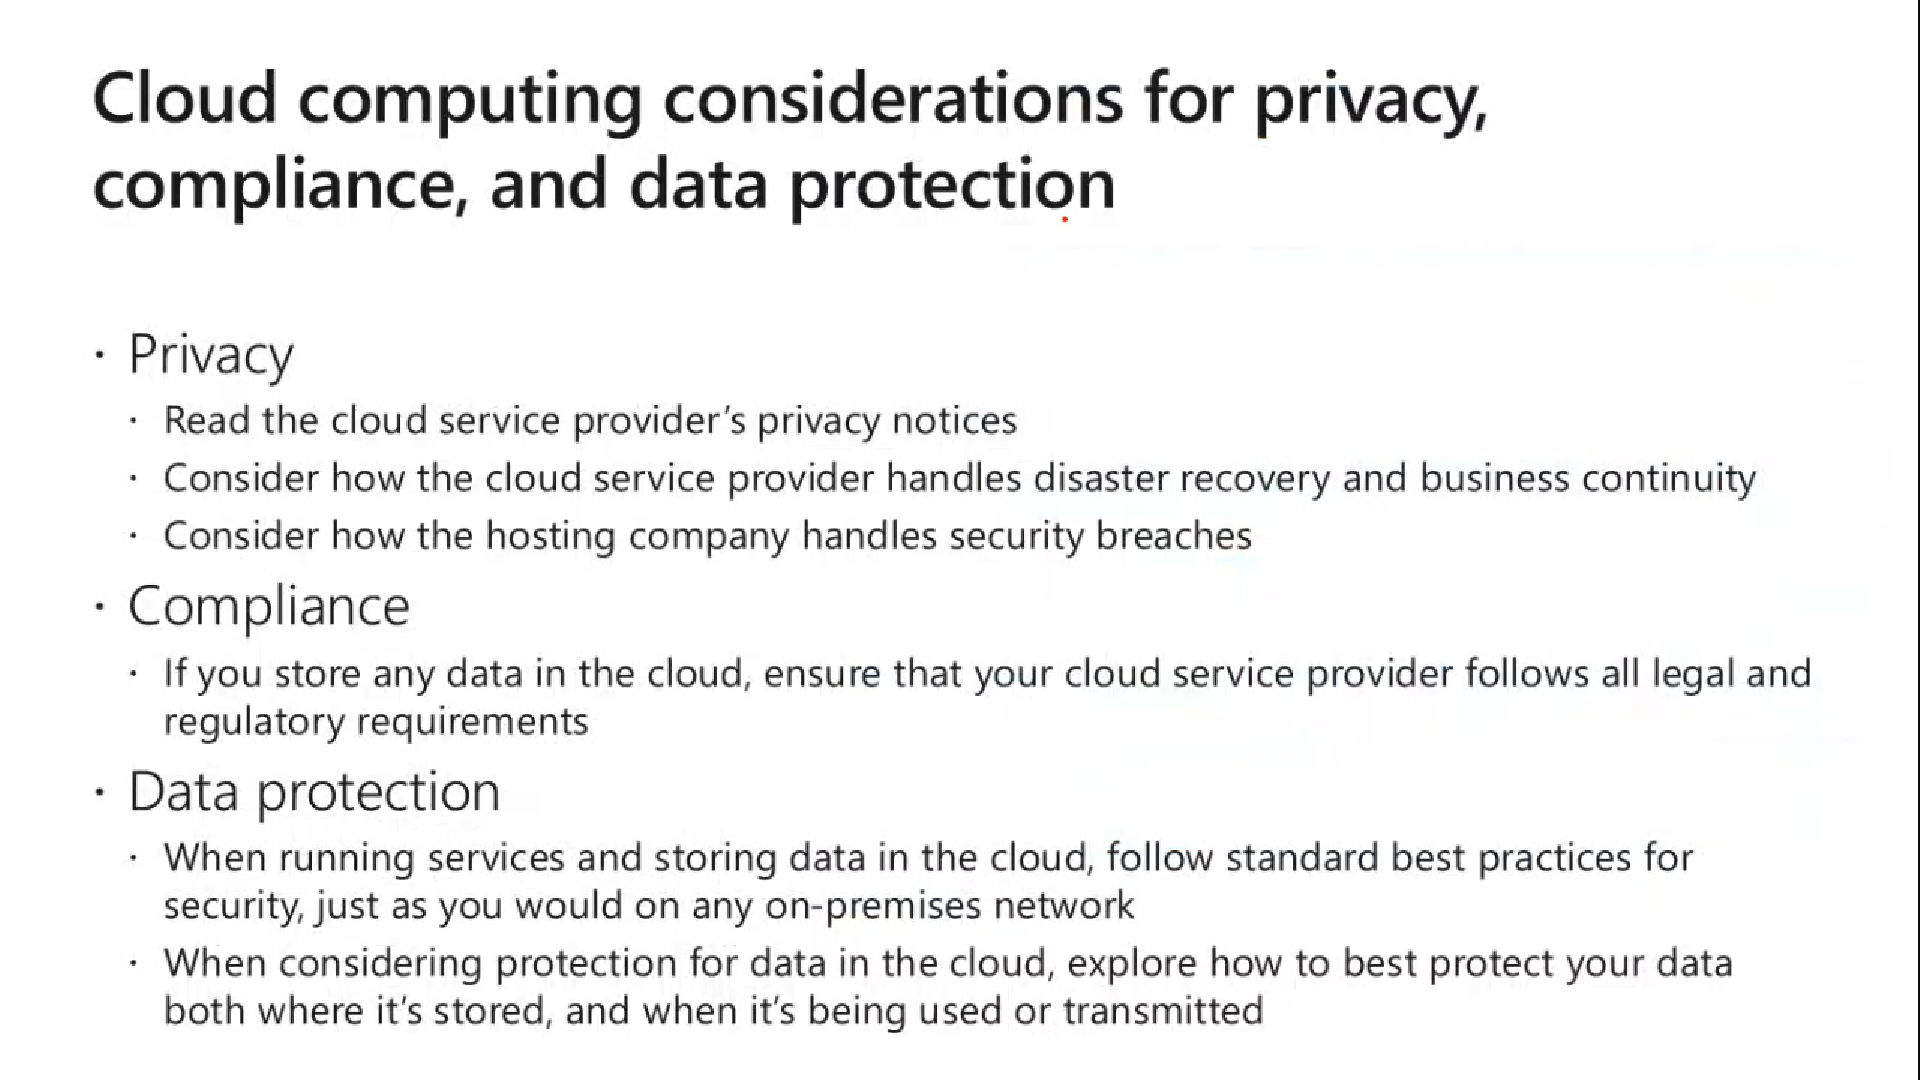 Cloud computing considerations for privacy,
compliance, and data protection
· Privacy
· Read the cloud service provider’s privacy notices
· Consider how the cloud service provider handles disaster recovery and business continuity
· Consider how the hosting company handles security breaches
· Compliance
· If you store any data in the cloud, ensure that your cloud service provider follows all legal and
regulatory requirements
· Data protection
· When running services and storing data in the cloud, follow standard best practices for
security, just as you would on any on-premises network
· When considering protection for data in the cloud, explore how to best protect your data
both where it’s stored, and when it’s being used or transmitted